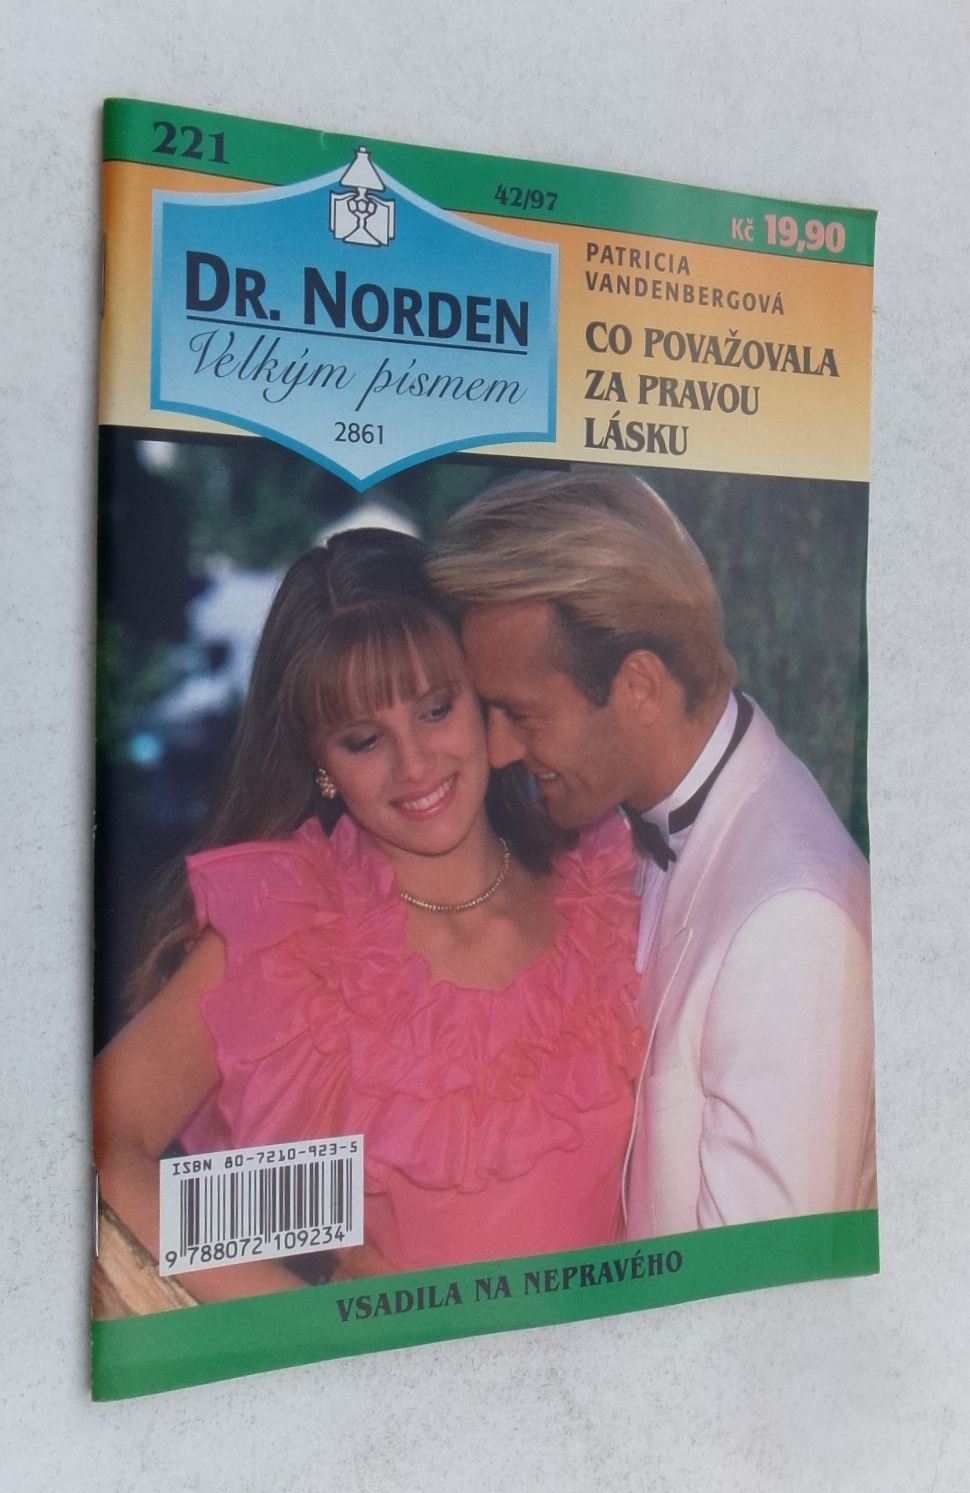 221
42/97
Kč 19,90
DR. NORDEN
Velkým písmem
2861
PATRICIA
VANDENBERGOVÁ
CO POVAŽOVALA
ZA PRAVOU
LÁSKU
ISBN 80-7210-923-5
9 788072 109234
VSADILA NA NEPRAVÉHO